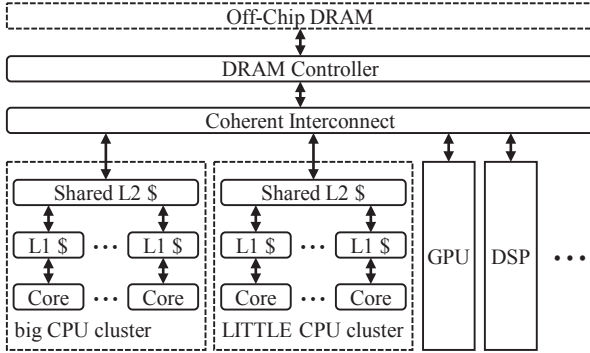 Off-Chip DRAM
DRAM Controller
Coherent Interconnect
Shared L2 $
L1 $ ••• L1 $
Core ••• Core
big CPU cluster
Shared L2 $
L1 $ ••• L1 $
Core ••• Core
LITTLE CPU cluster
GPU
DSP
•••